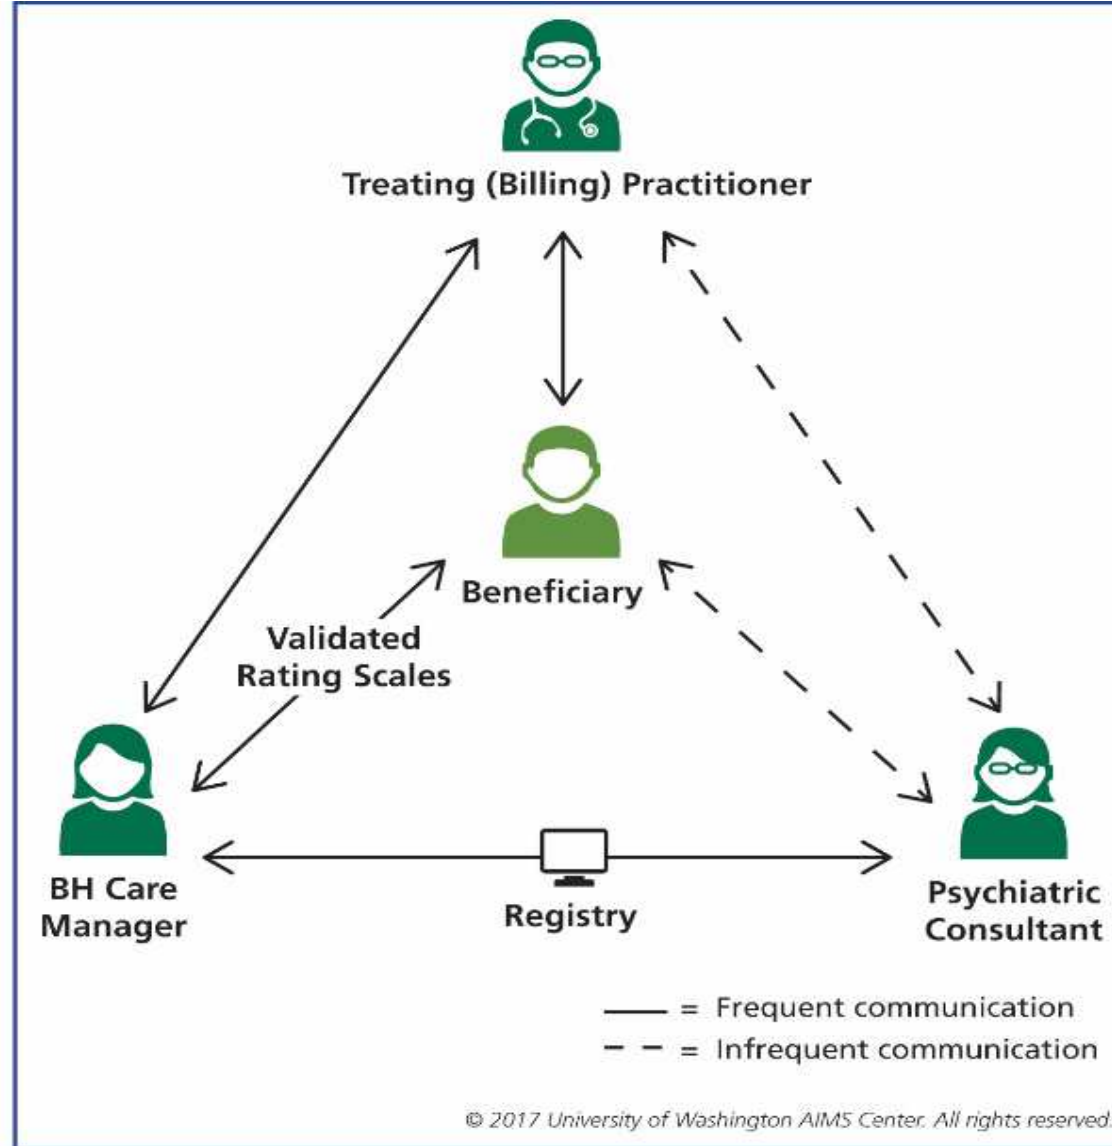 Treating (Billing) Practitioner
Beneficiary
Validated
Rating Scales
BH Care
Manager
Registry
Psychiatric
Consultant
= Frequent communication
= Infrequent communication
© 2017 University of Washington AIMS Center. All rights reserved.